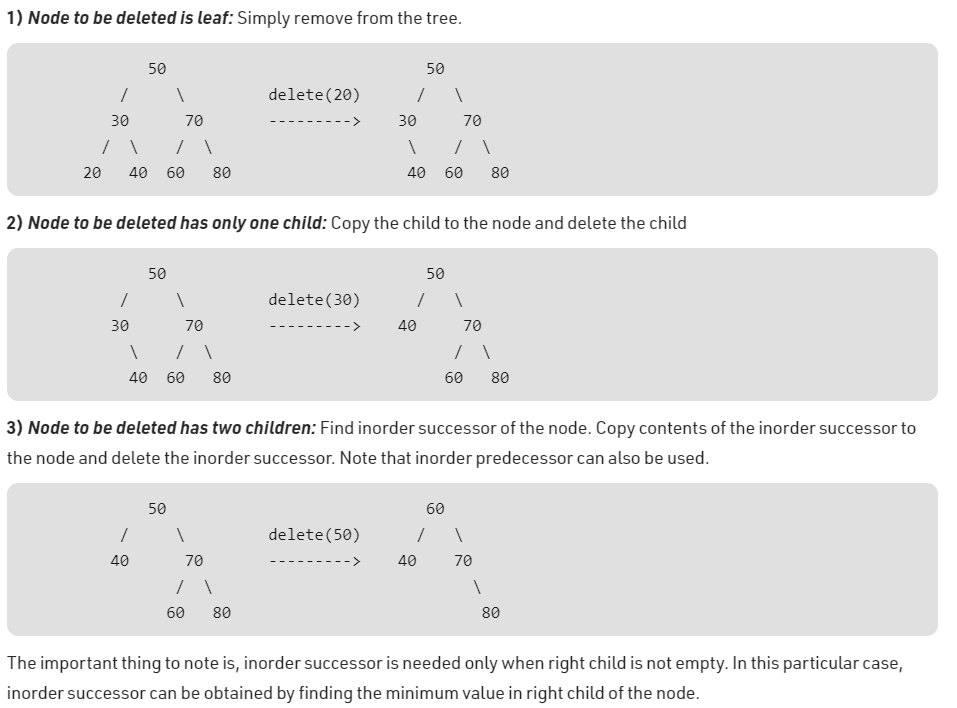 1) Node to be deleted is leaf: Simply remove from the tree.
              50                            50
           /     \         delete(20)      /   \
          30      70       --------->    30     70
         /  \    /  \                     \    /  \
       20   40  60   80                   40  60   80
2) Node to be deleted has only one child: Copy the child to the node and delete the child
              50                            50
           /     \         delete(30)      /   \
          30      70       --------->    40     70
            \    /  \                          /  \
            40  60   80                       60   80
3) Node to be deleted has two children: Find inorder successor of the node. Copy contents of the inorder successor to
the node and delete the inorder successor. Note that inorder predecessor can also be used.
              50                            60
           /     \         delete(50)      /   \
          40      70       --------->    40    70
                 /  \                            \
                60   80                           80
The important thing to note is, inorder successor is needed only when right child is not empty. In this particular case,
inorder successor can be obtained by finding the minimum value in right child of the node.